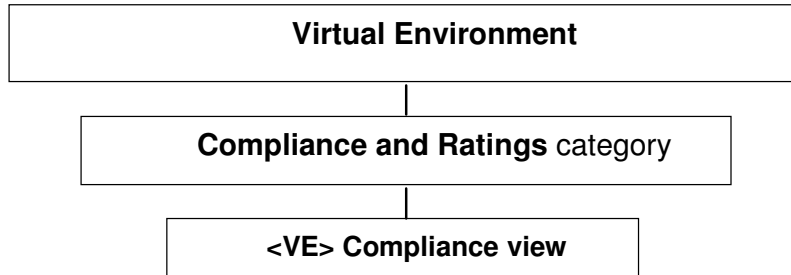 Virtual Environment
Compliance and Ratings category
<VE> Compliance view